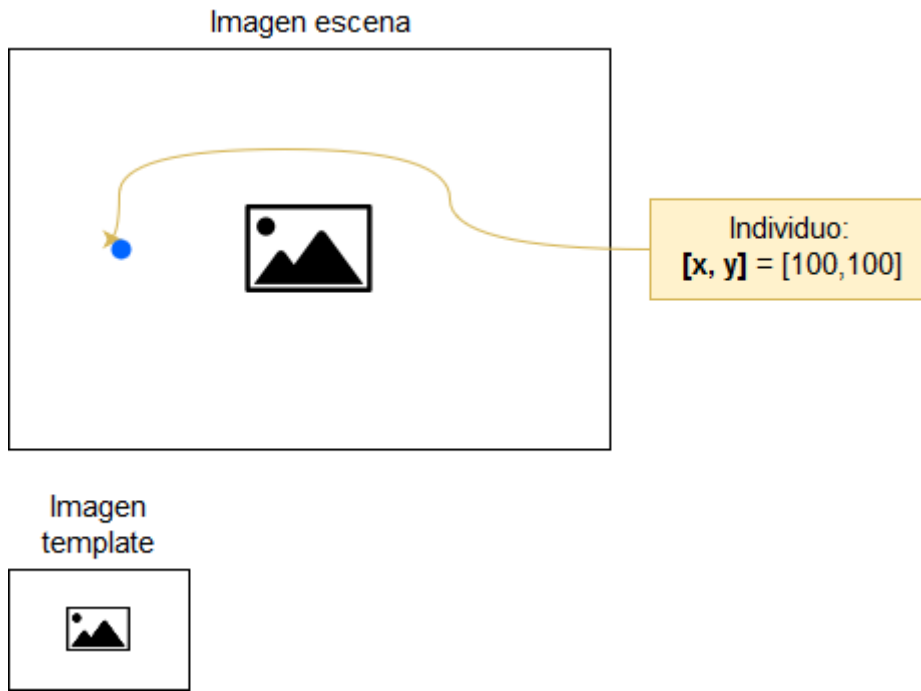 Imagen escena
Individuo:
[x, y] = [100,100]
Imagen
template